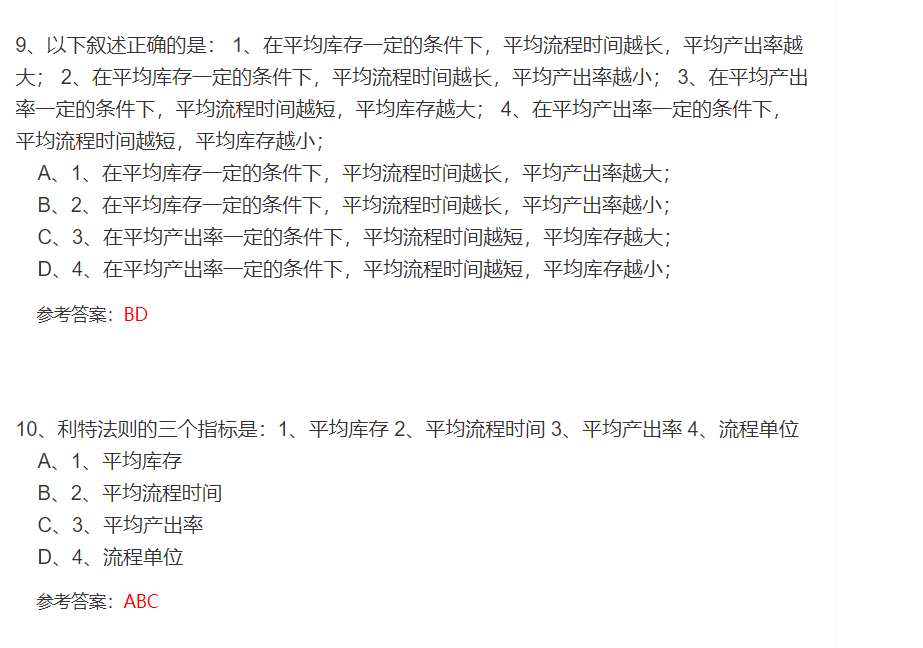 9、以下叙述正确的是： 1、在平均库存一定的条件下，平均流程时间越长，平均产出率越
大； 2、在平均库存一定的条件下，平均流程时间越长，平均产出率越小； 3、在平均产出
率一定的条件下，平均流程时间越短，平均库存越大； 4、在平均产出率一定的条件下，
平均流程时间越短，平均库存越小；
A、1、在平均库存一定的条件下，平均流程时间越长，平均产出率越大；
B、2、在平均库存一定的条件下，平均流程时间越长，平均产出率越小；
C、3、在平均产出率一定的条件下，平均流程时间越短，平均库存越大；
D、4、在平均产出率一定的条件下，平均流程时间越短，平均库存越小；
参考答案：BD
10、利特法则的三个指标是：1、平均库存 2、平均流程时间 3、平均产出率 4、流程单位
A、1、平均库存
B、2、平均流程时间
C、3、平均产出率
D、4、流程单位
参考答案：ABC